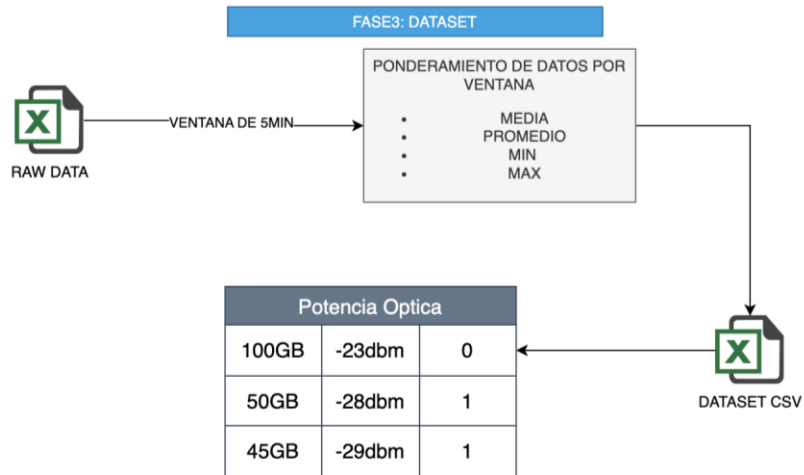 FASE3: DATASET
PONDERAMIENTO DE DATOS POR
VENTANA
• MEDIA
• PROMEDIO
• MIN
• MAX
VENTANA DE 5MIN
X
RAW DATA
Potencia Optica
100GB -23dbm 0
50GB -28dbm 1
45GB -29dbm 1
X
DATASET CSV